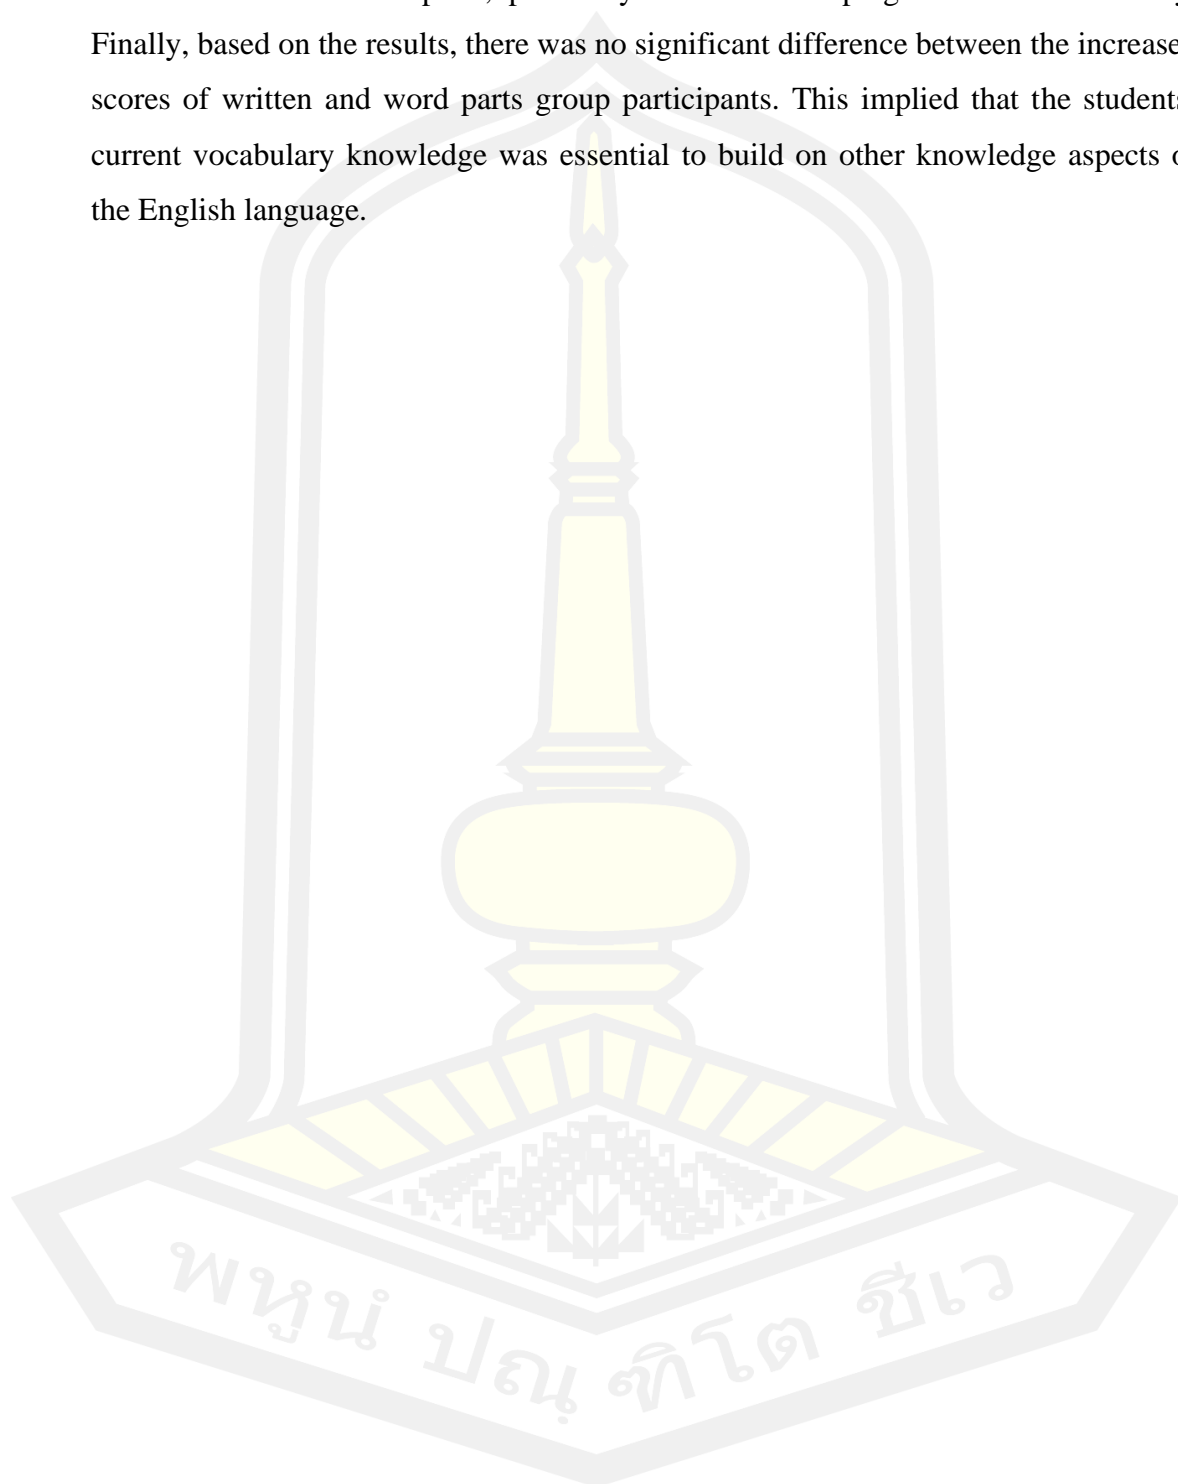 Finally, based on the results, there was no significant difference between the increase
scores of written and word parts group participants. This implied that the students
current vocabulary knowledge was essential to build on other knowledge aspects
the English language.
พหูนํ ปณฺฑิโต ชีเว